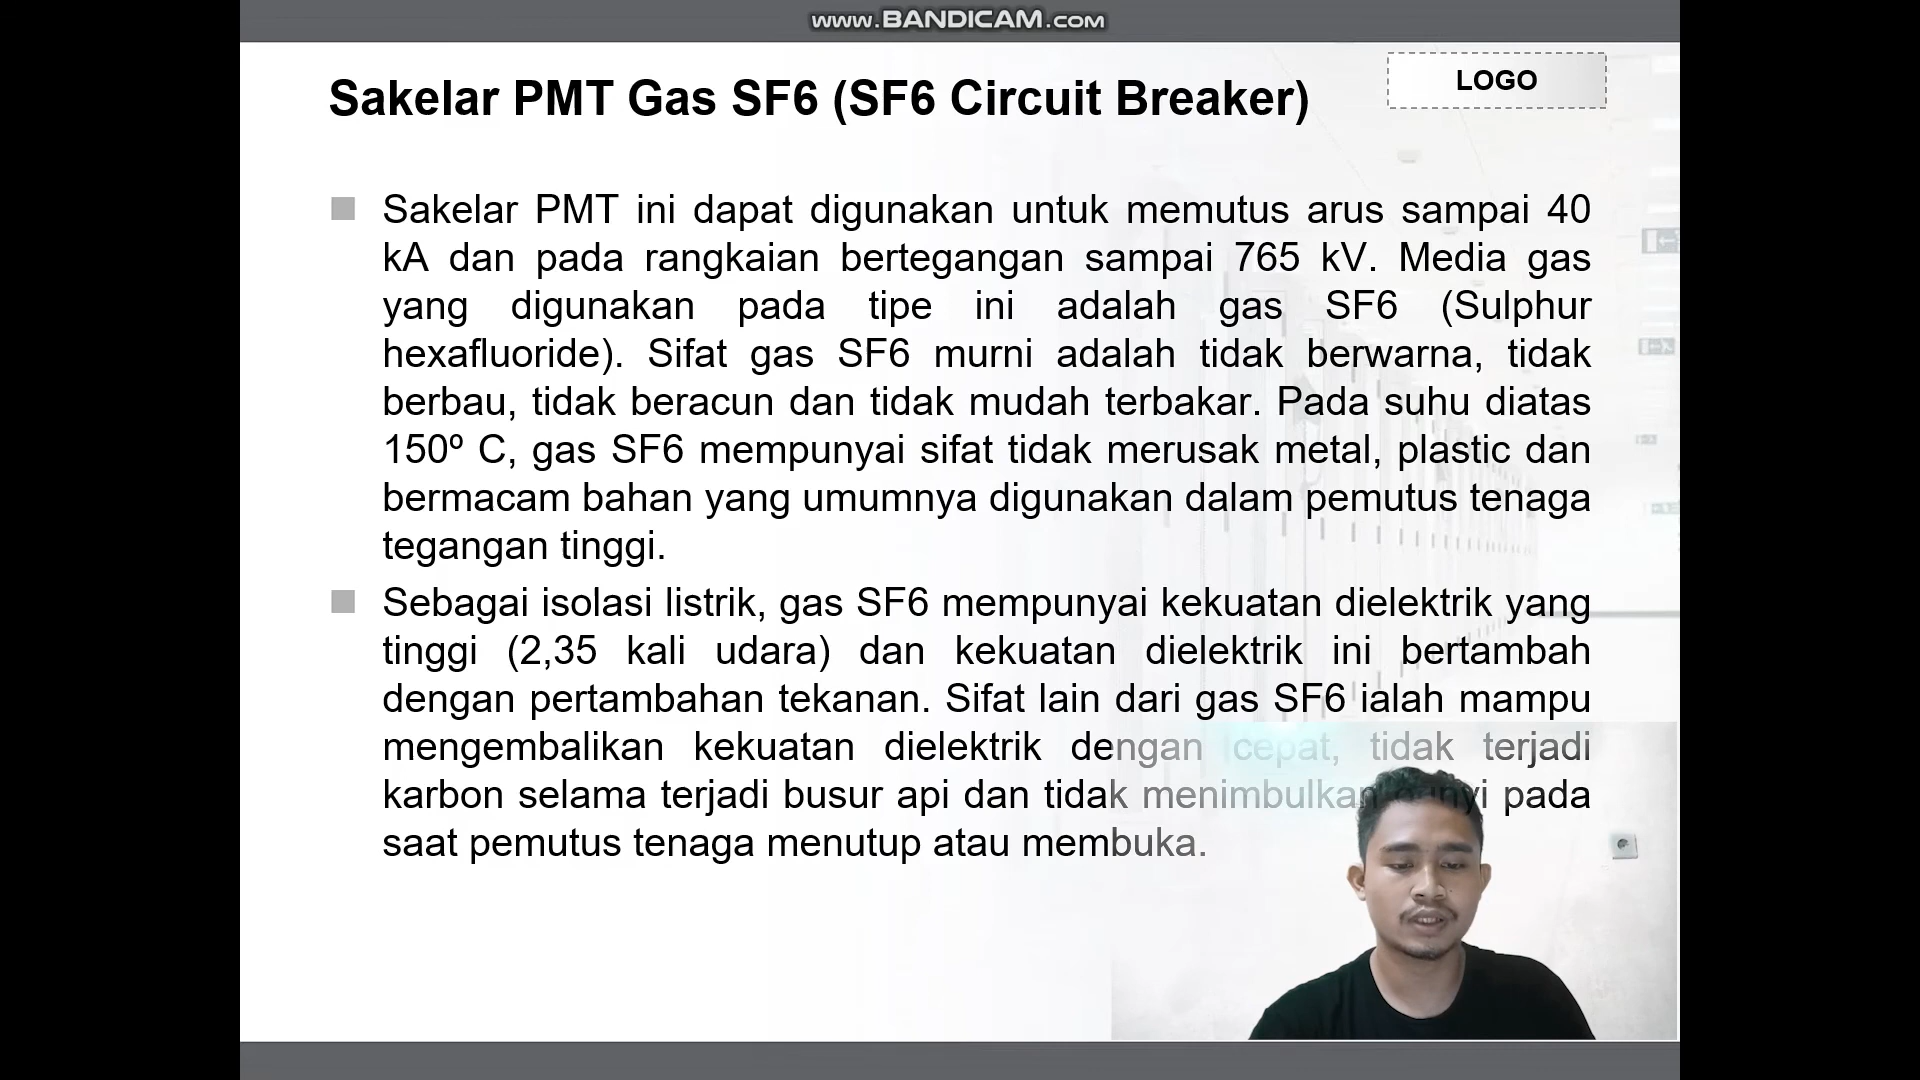 www.BANDICAM.com
LOGO
Sakelar PMT Gas SF6 (SF6 Circuit Breaker)
Sakelar PMT ini dapat digunakan untuk memutus arus sampai 40
kA dan pada rangkaian bertegangan sampai 765 kV. Media gas
yang digunakan pada tipe ini adalah gas SF6 (Sulphur
hexafluoride). Sifat gas SF6 murni adalah tidak berwarna, tidak
berbau, tidak beracun dan tidak mudah terbakar. Pada suhu diatas
150º C, gas SF6 mempunyai sifat tidak merusak metal, plastic dan
bermacam bahan yang umumnya digunakan dalam pemutus tenaga
tegangan tinggi.
Sebagai isolasi listrik, gas SF6 mempunyai kekuatan dielektrik yang
tinggi (2,35 kali udara) dan kekuatan dielektrik ini bertambah
dengan pertambahan tekanan. Sifat lain dari gas SF6 ialah mampu
mengembalikan kekuatan dielektrik dengan cepat, tidak terjadi
karbon selama terjadi busur api dan tidak menimbulkan bunyi pada
saat pemutus tenaga menutup atau membuka.